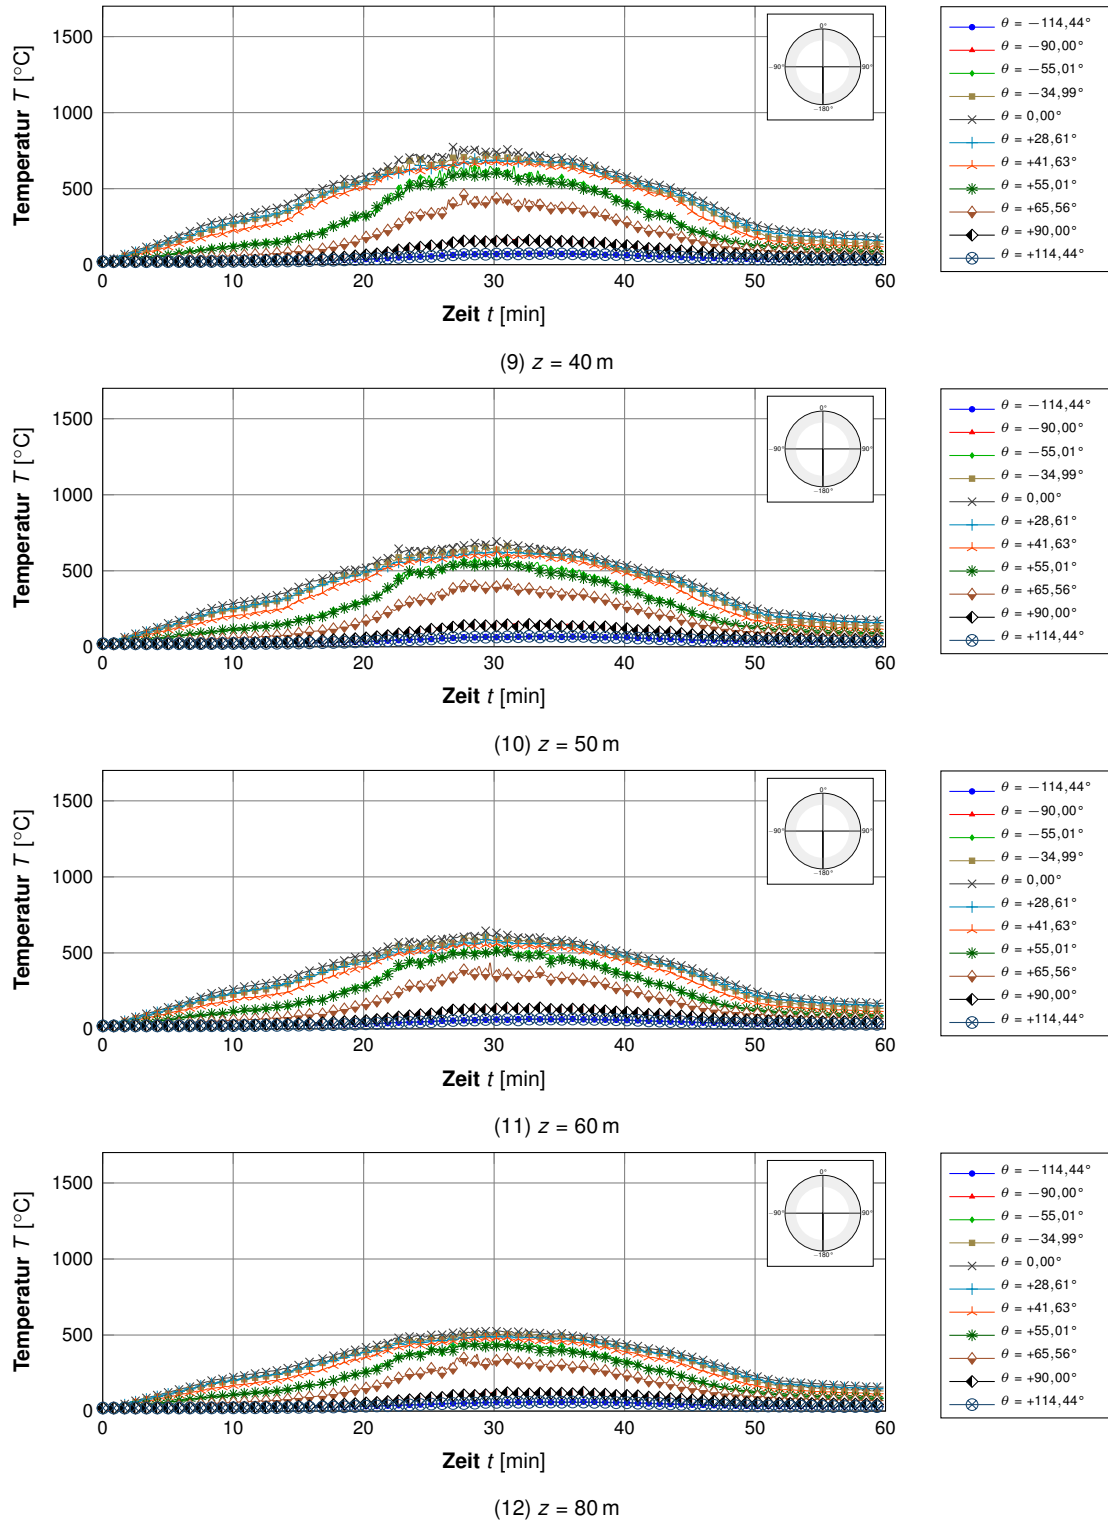 1500
1000
500
0
0 10 20 30 40 50 60
Temperatur T [°C]
Zeit t [min]
0°
−90° 90°
−180°
θ = −114,44°
θ = −90,00°
θ = −55,01°
θ = −34,99°
θ = 0,00°
θ = +28,61°
θ = +41,63°
θ = +55,01°
θ = +65,56°
θ = +90,00°
θ = +114,44°
(9) z = 40 m
1500
1000
500
0
0 10 20 30 40 50 60
Temperatur T [°C]
Zeit t [min]
0°
−90° 90°
−180°
θ = −114,44°
θ = −90,00°
θ = −55,01°
θ = −34,99°
θ = 0,00°
θ = +28,61°
θ = +41,63°
θ = +55,01°
θ = +65,56°
θ = +90,00°
θ = +114,44°
(10) z = 50 m
1500
1000
500
0
0 10 20 30 40 50 60
Temperatur T [°C]
Zeit t [min]
0°
−90° 90°
−180°
θ = −114,44°
θ = −90,00°
θ = −55,01°
θ = −34,99°
θ = 0,00°
θ = +28,61°
θ = +41,63°
θ = +55,01°
θ = +65,56°
θ = +90,00°
θ = +114,44°
(11) z = 60 m
1500
1000
500
0
0 10 20 30 40 50 60
Temperatur T [°C]
Zeit t [min]
0°
−90° 90°
−180°
θ = −114,44°
θ = −90,00°
θ = −55,01°
θ = −34,99°
θ = 0,00°
θ = +28,61°
θ = +41,63°
θ = +55,01°
θ = +65,56°
θ = +90,00°
θ = +114,44°
(12) z = 80 m